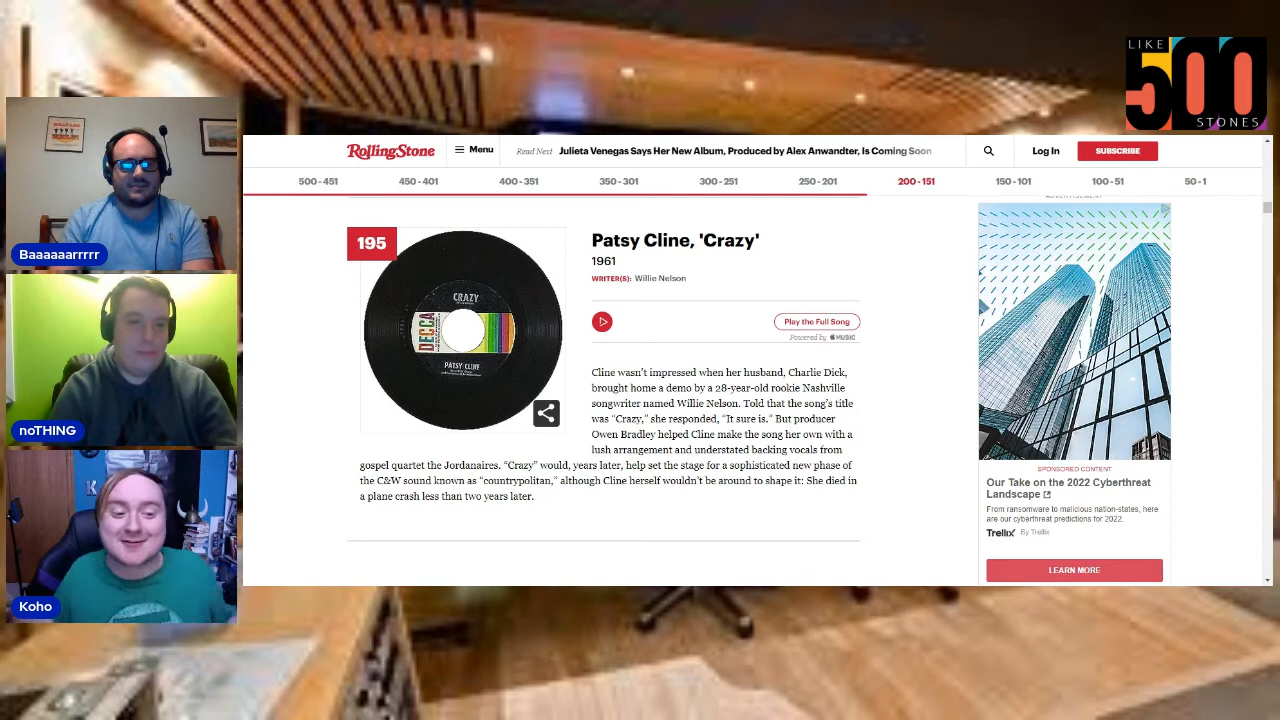 LIKE
500
STONES
RollingStone
Menu
Read Next Julieta Venegas Says Her New Album, Produced by Alex Anwandter, Is Coming Soon
Log In
SUBSCRIBE
500 - 451
450 - 401
400 - 351
350 - 301
300 - 251
250 - 201
200 - 151
150 - 101
100 - 51
50 - 1
ADVERTISEMENT
195
CRAZY
DECCA
PATSY CLINE
Patsy Cline, 'Crazy'
1961
WRITER(S): Willie Nelson
Play the Full Song
Powered by MUSIC
Cline wasn't impressed when her husband, Charlie Dick,
brought home a demo by a 28-year-old rookie Nashville
songwriter named Willie Nelson. Told that the song's title
was “Crazy,” she responded, “It sure is.” But producer
Owen Bradley helped Cline make the song her own with a
lush arrangement and understated backing vocals from
gospel quartet the Jordanaires. “Crazy” would, years later, help set the stage for a sophisticated new phase of
the C&W sound known as “countrypolitan,” although Cline herself wouldn't be around to shape it: She died in
a plane crash less than two years later.
SPONSORED CONTENT
Our Take on the 2022 Cyberthreat
Landscape
From ransomware to malicious nation-states, here
are our cyberthreat predictions for 2022.
Trellix By Trellix
LEARN MORE
Baaaaaarrrrr
noTHING
K
Koho